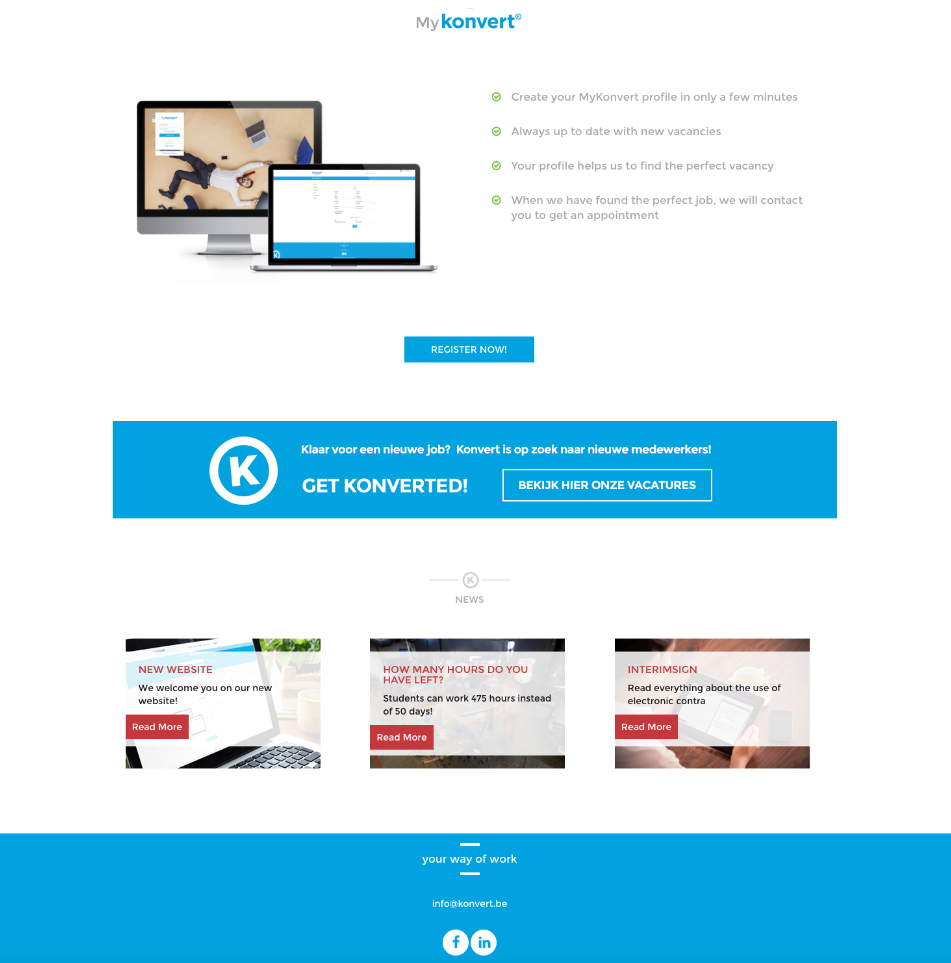 My konvert®
Create your MyKonvert profile in only a few minutes
Always up to date with new vacancies
Your profile helps us to find the perfect vacancy
When we have found the perfect job, we will contact
you to get an appointment
REGISTER NOW!
K
Klaar voor een nieuwe job? Konvert is op zoek naar nieuwe medewerkers!
GET KONVERTED!
BEKIJK HIER ONZE VACATURES
K
NEWS
NEW WEBSITE
We welcome you on our new
website!
Read More
HOW MANY HOURS DO YOU
HAVE LEFT?
Students can work 475 hours instead
of 50 days!
Read More
INTERIMSIGN
Read everything about the use of
electronic contra
Read More
your way of work
info@konvert.be
f in